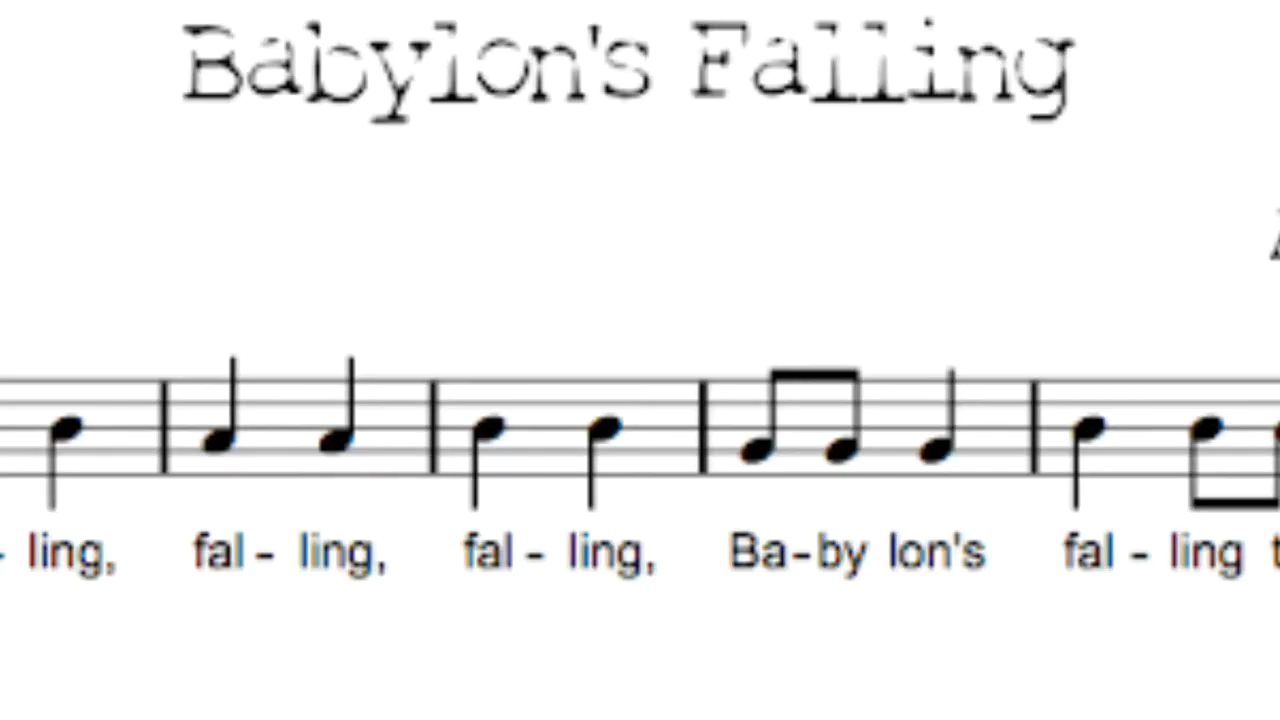 Babylon's Falling
- ling, fal - ling, fal - ling, Ba-by lon's fal - ling